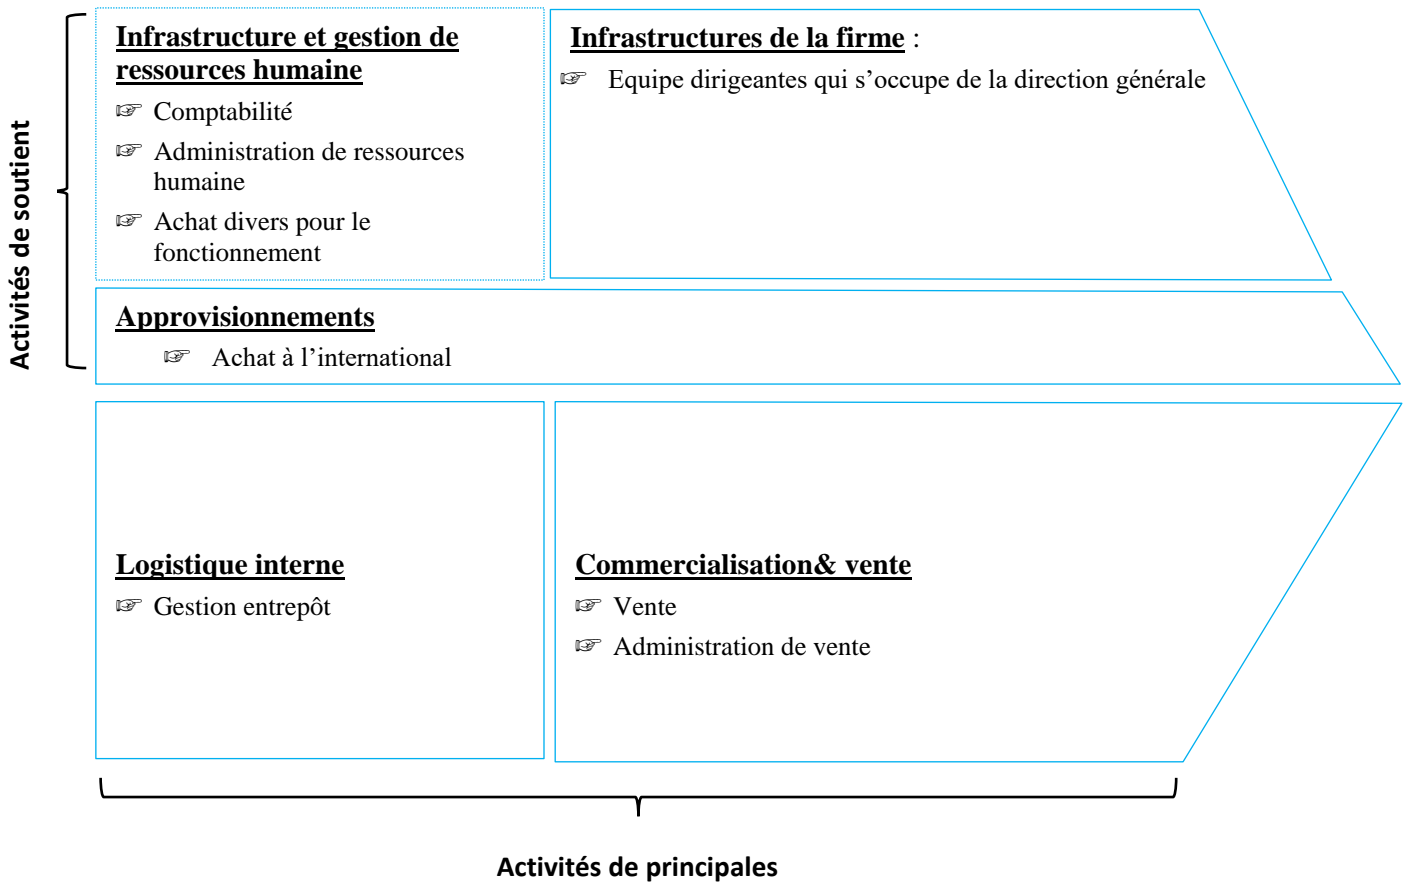 Activités de soutient
Infrastructure et gestion de
ressources humaine
☞ Comptabilité
☞ Administration de ressources
humaine
☞ Achat divers pour le
fonctionnement
Infrastructures de la firme :
☞ Equipe dirigeantes qui s’occupe de la direction générale
Approvisionnements
☞ Achat à l’international
Logistique interne
☞ Gestion entrepôt
Commercialisation& vente
☞ Vente
☞ Administration de vente
Activités de principales